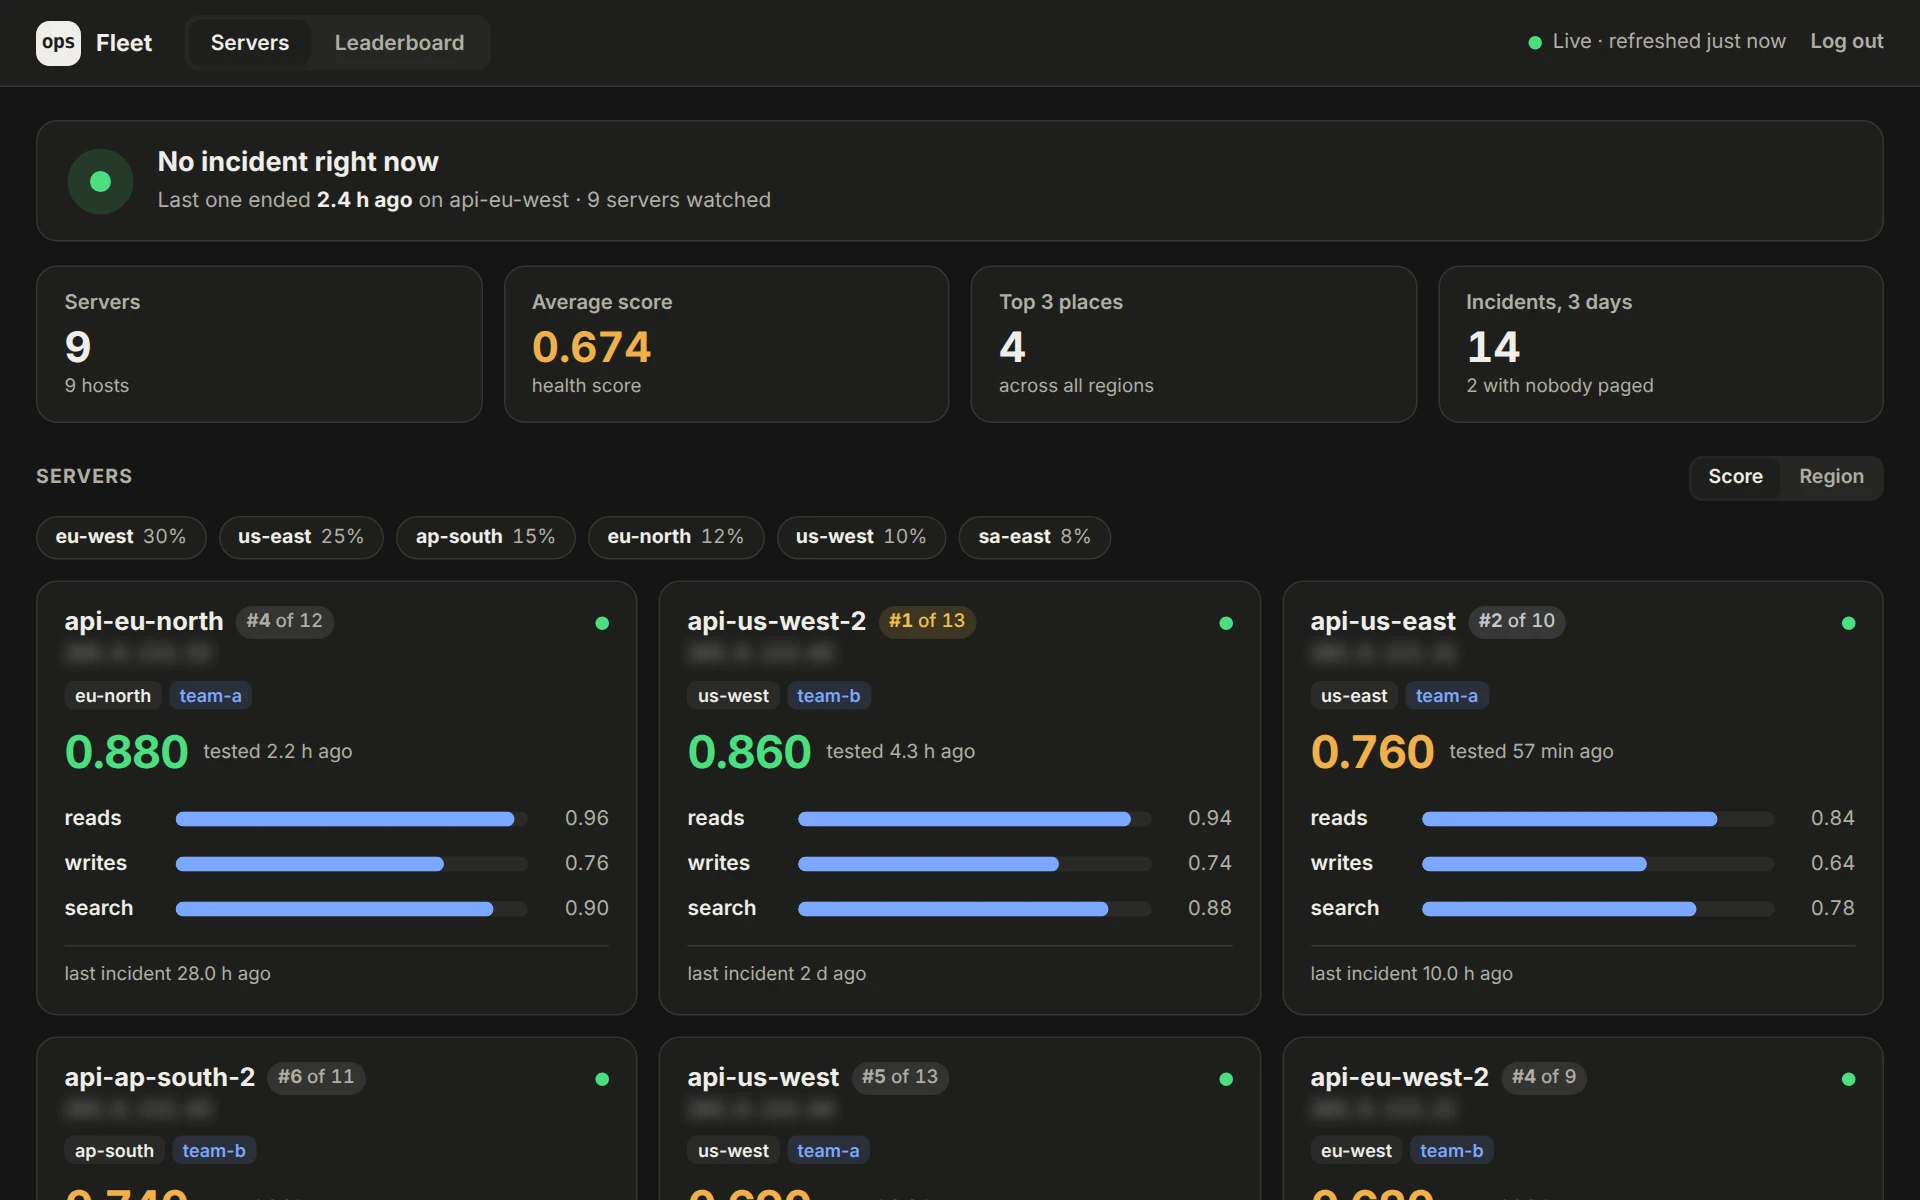 ops Fleet Servers Leaderboard Live · refreshed just now Log out
No incident right now
Last one ended 2.4 h ago on api-eu-west · 9 servers watched
Servers
9
9 hosts
Average score
0.674
health score
Top 3 places
4
across all regions
Incidents, 3 days
14
2 with nobody paged
SERVERS Score Region
eu-west 30% us-east 25% ap-south 15% eu-north 12% us-west 10% sa-east 8%
api-eu-north #4 of 12
eu-north team-a
0.880 tested 2.2 h ago
reads 0.96
writes 0.76
search 0.90
last incident 28.0 h ago
api-us-west-2 #1 of 13
us-west team-b
0.860 tested 4.3 h ago
reads 0.94
writes 0.74
search 0.88
last incident 2 d ago
api-us-east #2 of 10
us-east team-a
0.760 tested 57 min ago
reads 0.84
writes 0.64
search 0.78
last incident 10.0 h ago
api-ap-south-2 #6 of 11
ap-south team-b
api-us-west #5 of 13
us-west team-a
api-eu-west-2 #4 of 9
eu-west team-b